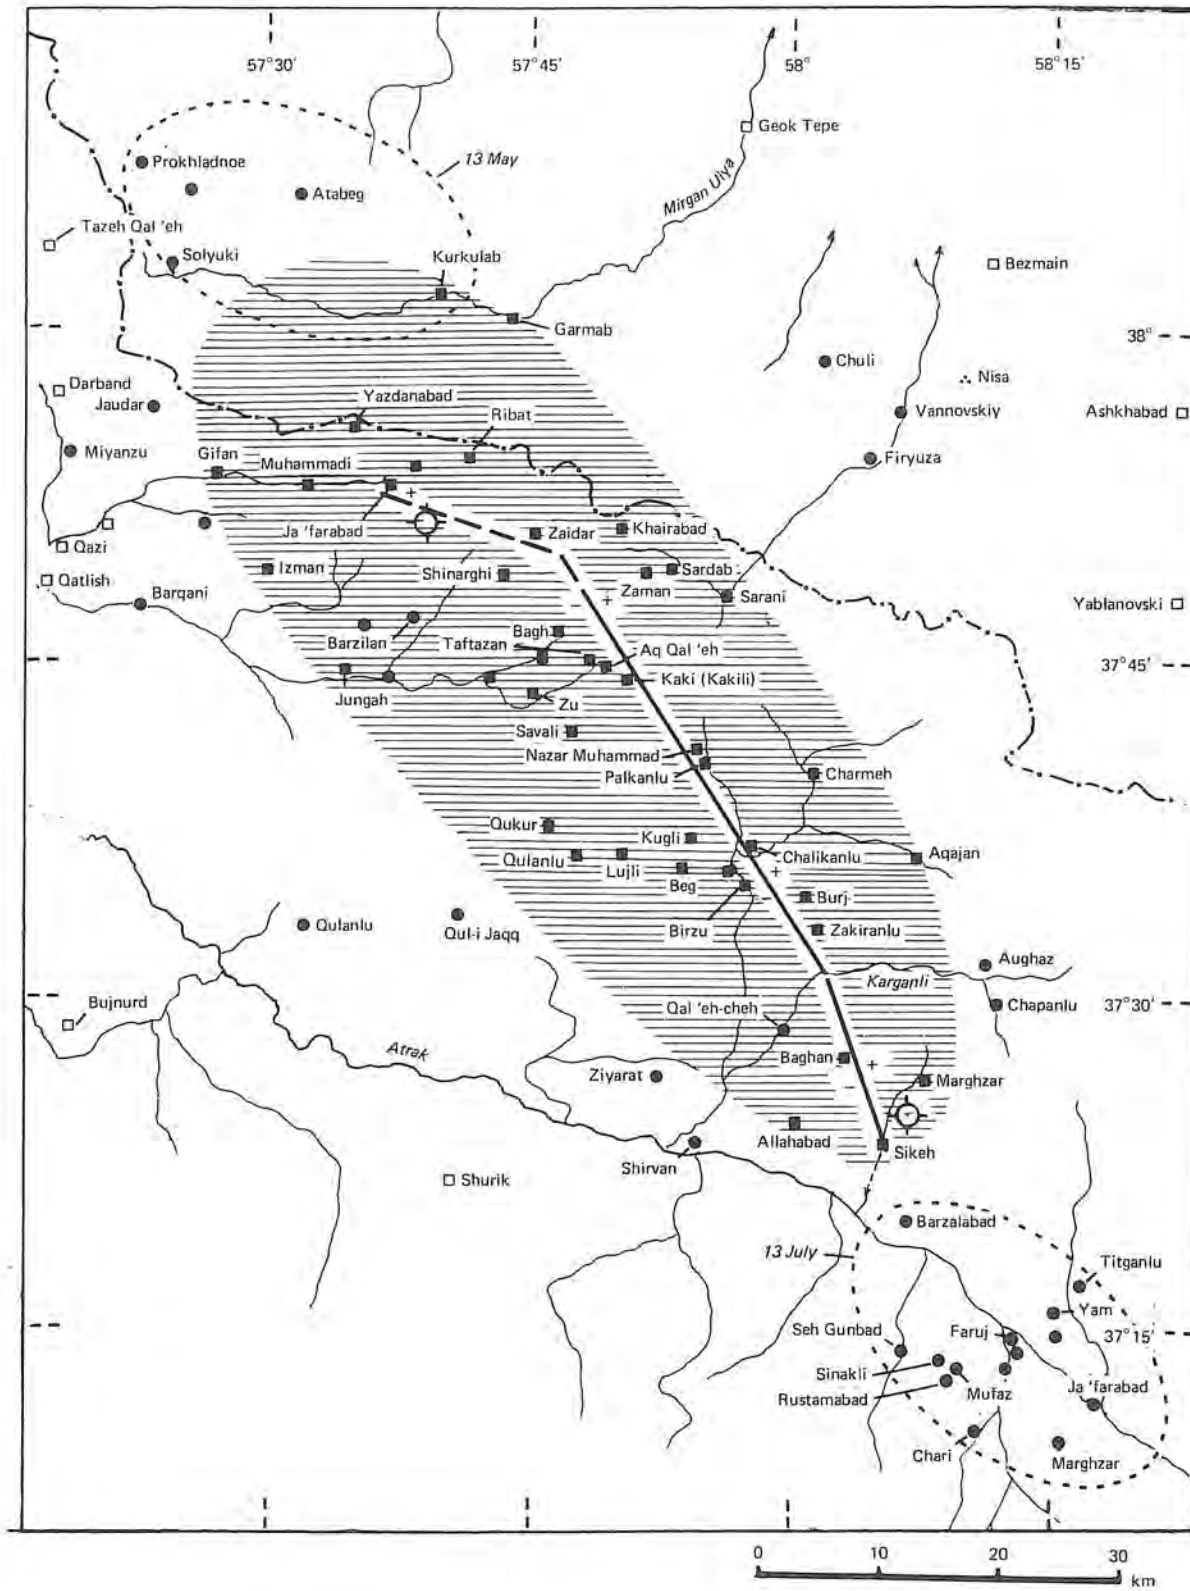 57°30'
57°45'
58°
58°15'
Geok Tepe
13 May
Prokhladnoe
Atabeg
Mirgan Ulya
Tazeh Qal 'eh
Solyuki
Kurkulab
Bezmain
Garmab
38°
Chuli
Nisa
Darband
Jaudar
Yazdanabad
Ribat
Vannovskiy
Ashkhabad
Miyanzu
Gifan
Muhammadi
Firyuza
+
Ja 'farabad
Zaidar
Khairabad
Qazi
Izman
Shinarghi
Sardab
Qatlish
Zaman
Sarani
Barqani
+
Yablanovski
Barzilan
Bagh
Taftazan
Aq Qal 'eh
37°45'
Kaki (Kakili)
Jungah
Zu
Savali
Nazar Muhammad
Palkanlu
Charmeh
Qukur
Kugli
Chalikanlu
Aqajan
Qulanlu
Lujli
+
Beg
Burj
−
Qulanlu
Qul-i Jaqq
Birzu
Zakiranlu
Aughaz
Karganli
Bujnurd
Qal 'eh-cheh
Chapanlu
37°30'
Atrak
Baghan
+
Ziyarat
−
Marghzar
Allahabad
Shirvan
Sikeh
Shurik
Barzalabad
13 July
Titganlu
Yam
Seh Gunbad
Faruj
37°15'
Sinakli
Rustamabad
Mufaz
Ja 'farabad
Chari
Marghzar
0
10
20
30
km